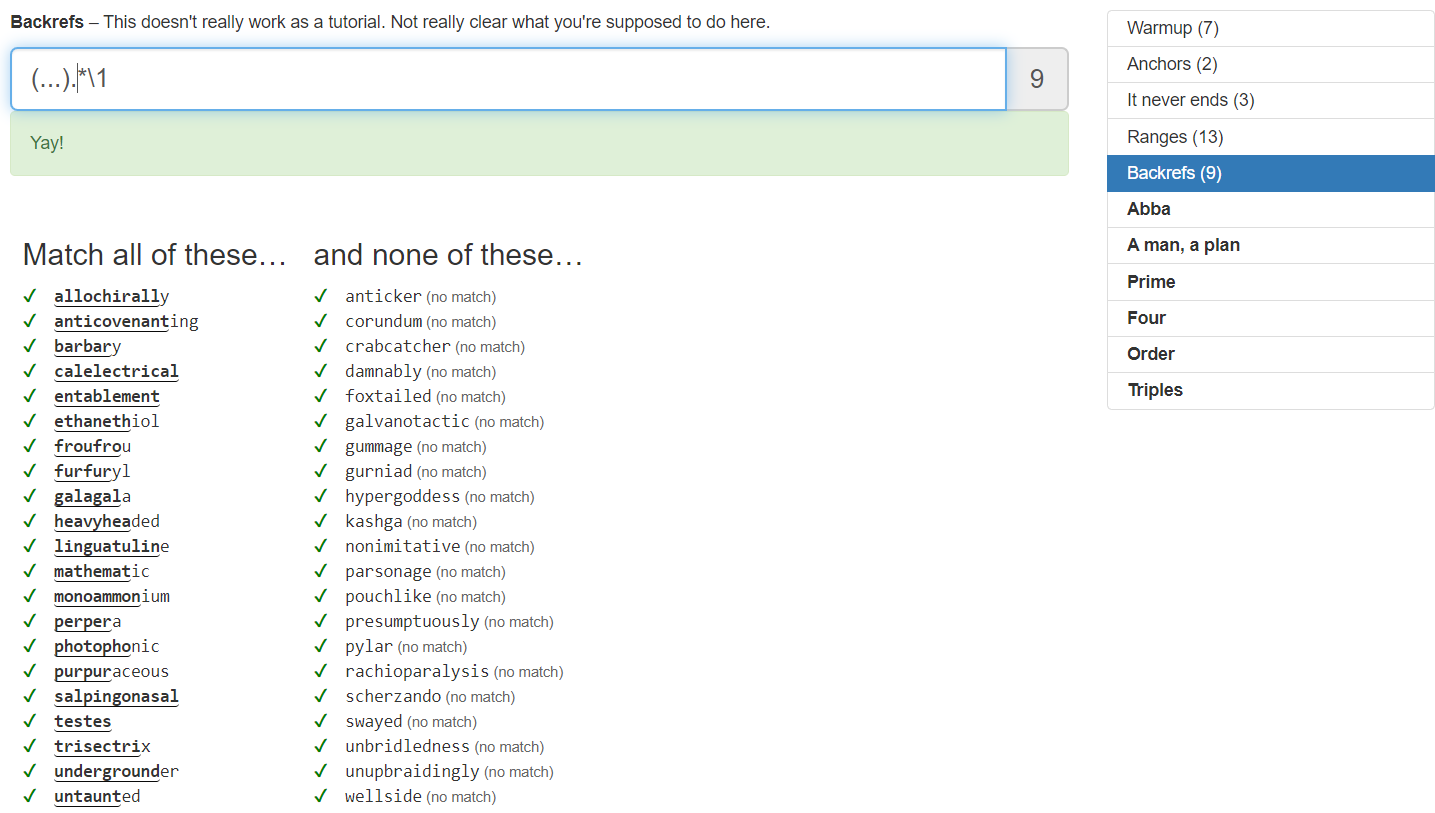 Backrefs – This doesn't really work as a tutorial. Not really clear what you're supposed to do here.
(...).*\1
9
Yay!
Match all of these…
allochirally
anticovenanting
barbary
calelectrical
entablement
ethanethiol
froufrou
furfuryl
galagala
heavyheaded
linguatuline
mathematic
monoammonium
perpera
photophonic
purpuraceous
salpingonasal
testes
trisectrix
undergrounder
untaunted
and none of these…
anticker (no match)
corundum (no match)
crabcatcher (no match)
damnably (no match)
foxtailed (no match)
galvanotactic (no match)
gummage (no match)
gurniad (no match)
hypergoddess (no match)
kashga (no match)
nonimitative (no match)
parsonage (no match)
pouchlike (no match)
presumptuously (no match)
pylar (no match)
rachioparalysis (no match)
scherzando (no match)
swayed (no match)
unbridledness (no match)
unupbraidingly (no match)
wellside (no match)
Warmup (7)
Anchors (2)
It never ends (3)
Ranges (13)
Backrefs (9)
Abba
A man, a plan
Prime
Four
Order
Triples